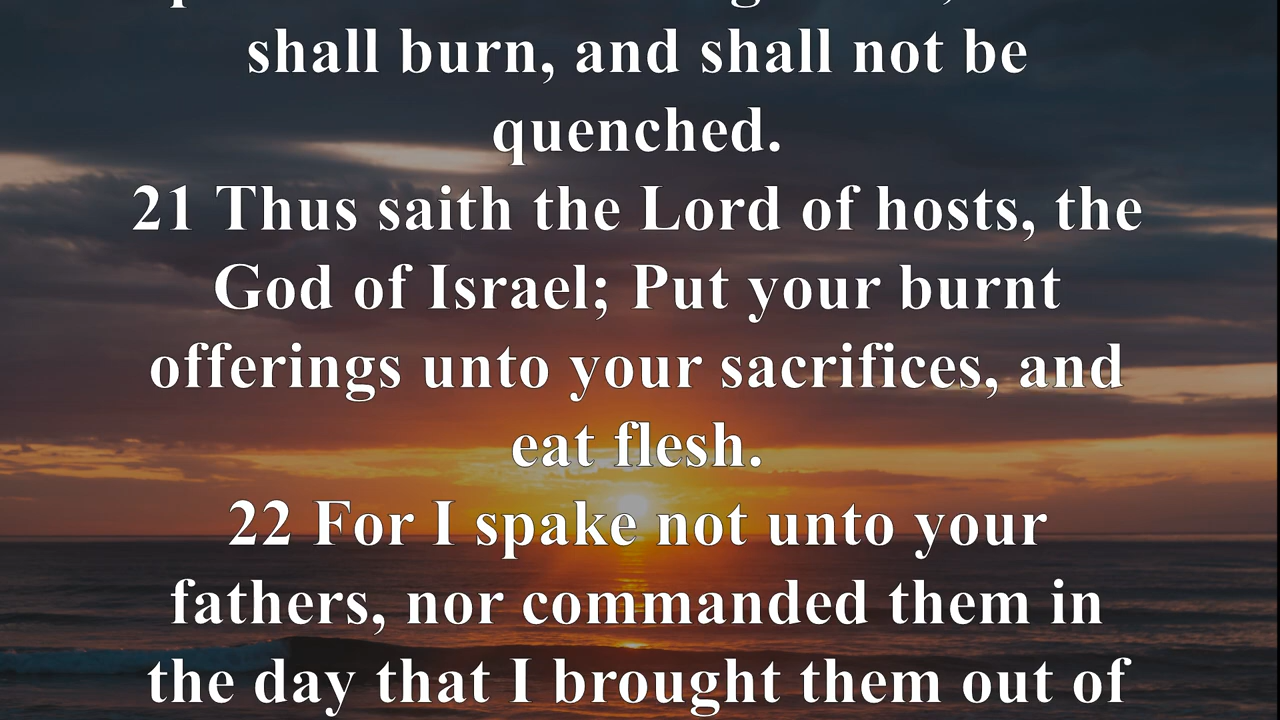 shall burn, and shall not be
quenched.
21 Thus saith the Lord of hosts, the
God of Israel; Put your burnt
offerings unto your sacrifices, and
eat flesh.
22 For I spake not unto your
fathers, nor commanded them in
the day that I brought them out of